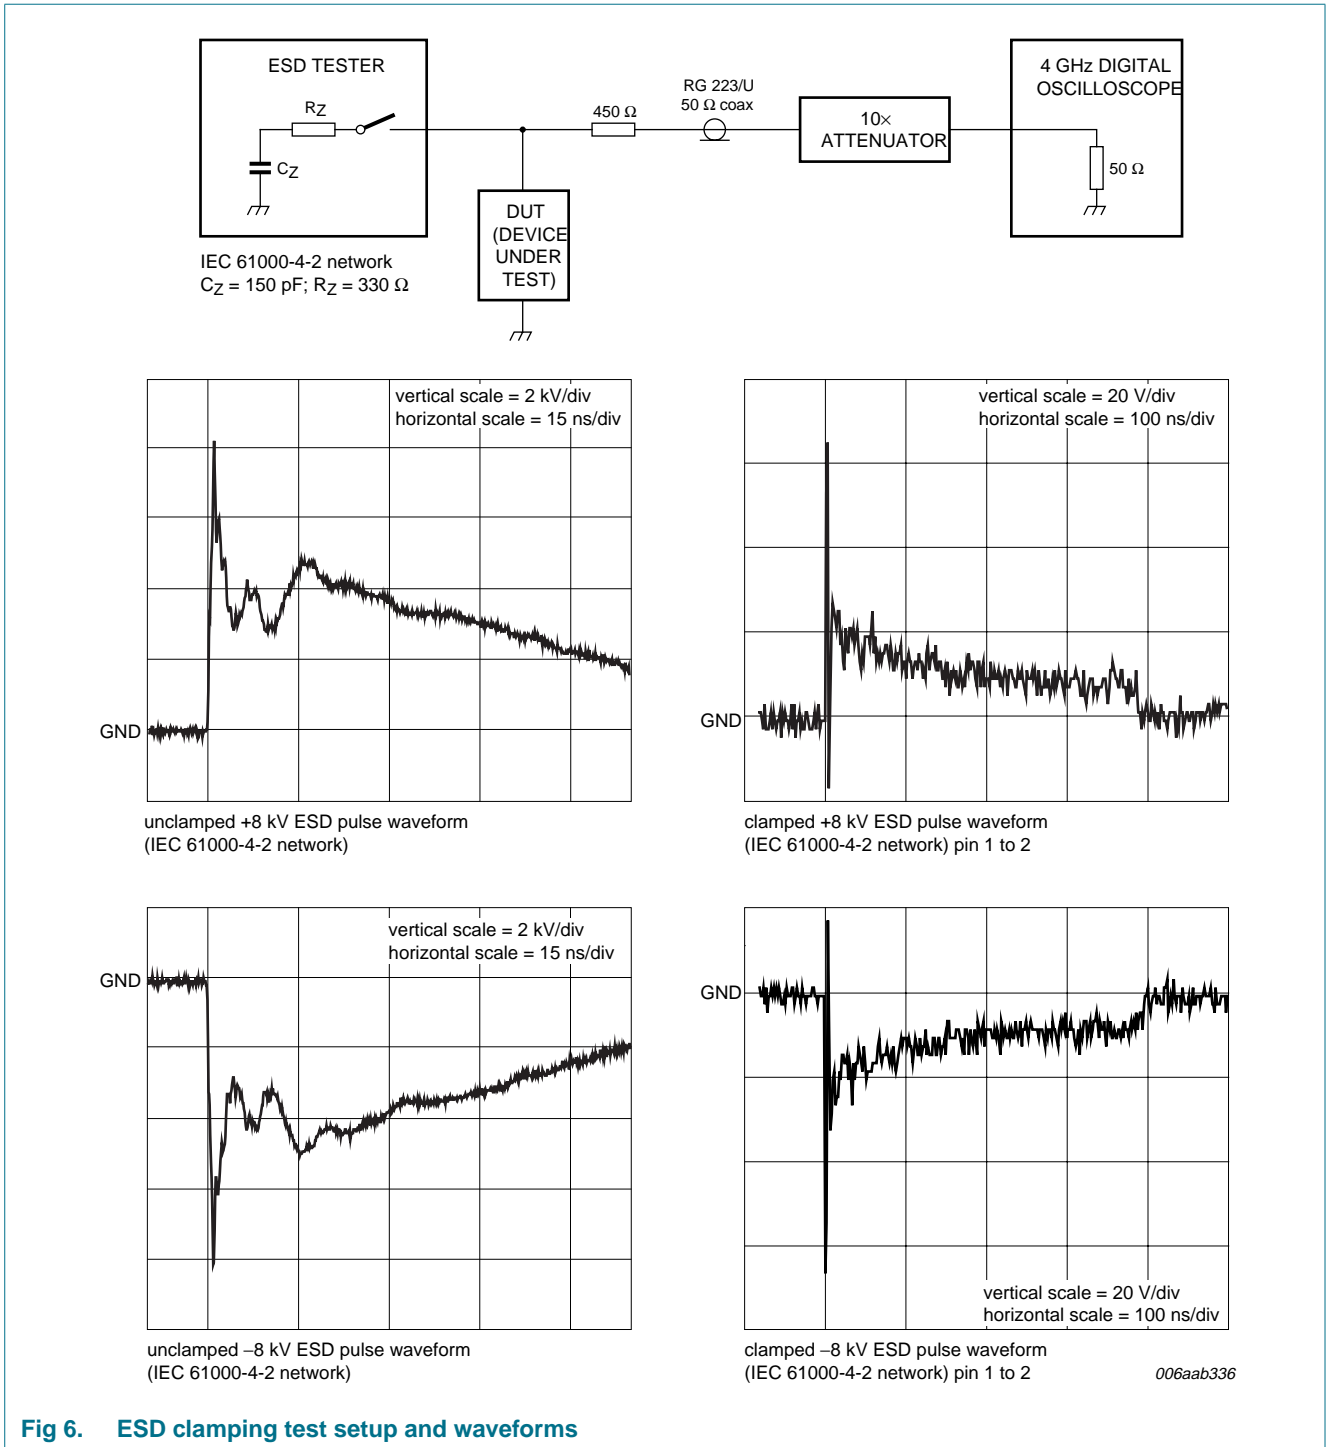 ESD TESTER
RZ
CZ
IEC 61000-4-2 network
CZ = 150 pF; RZ = 330 Ω
DUT
(DEVICE
UNDER
TEST)
450 Ω
RG 223/U
50 Ω coax
10×
ATTENUATOR
4 GHz DIGITAL
OSCILLOSCOPE
50 Ω
vertical scale = 2 kV/div
horizontal scale = 15 ns/div
GND
unclamped +8 kV ESD pulse waveform
(IEC 61000-4-2 network)
vertical scale = 20 V/div
horizontal scale = 100 ns/div
GND
clamped +8 kV ESD pulse waveform
(IEC 61000-4-2 network) pin 1 to 2
vertical scale = 2 kV/div
horizontal scale = 15 ns/div
GND
unclamped −8 kV ESD pulse waveform
(IEC 61000-4-2 network)
GND
vertical scale = 20 V/div
horizontal scale = 100 ns/div
clamped −8 kV ESD pulse waveform
(IEC 61000-4-2 network) pin 1 to 2
006aab336
Fig 6. ESD clamping test setup and waveforms